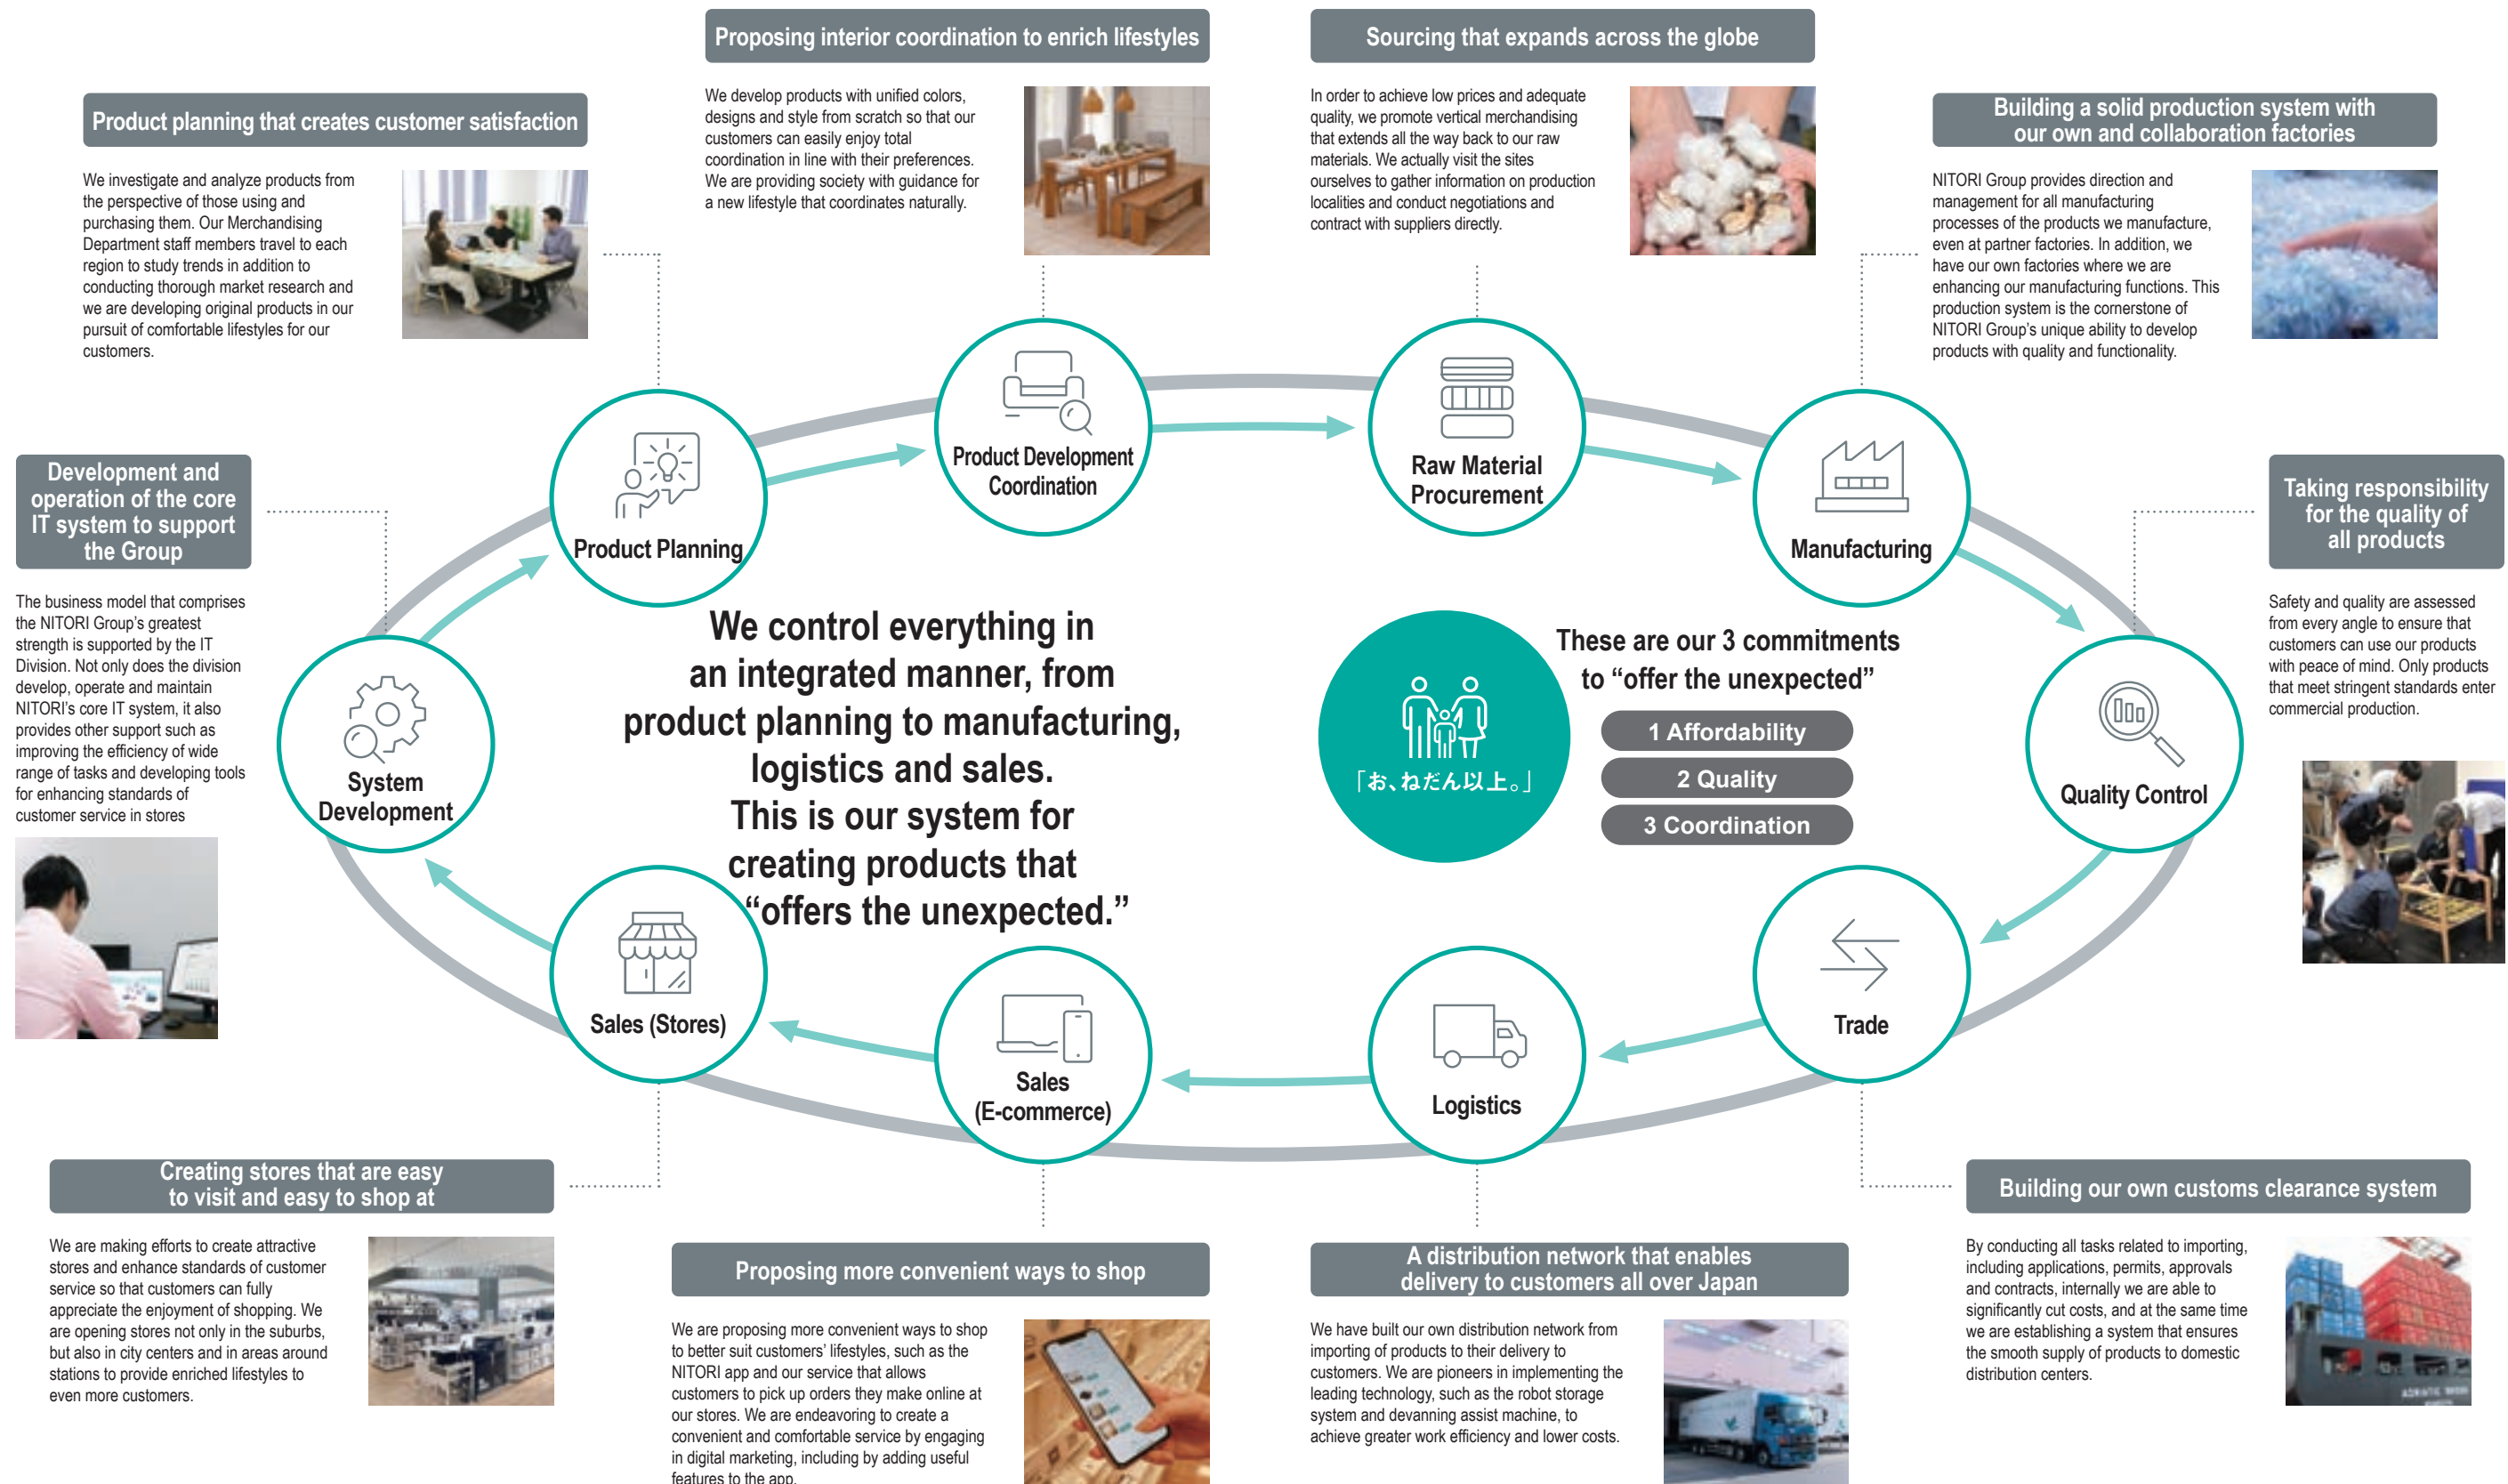 Proposing interior coordination to enrich lifestyles
We develop products with unified colors,
designs and style from scratch so that our
customers can easily enjoy total
coordination in line with their preferences.
We are providing society with guidance for
a new lifestyle that coordinates naturally.
Sourcing that expands across the globe
In order to achieve low prices and adequate
quality, we promote vertical merchandising
that extends all the way back to our raw
materials. We actually visit the sites
ourselves to gather information on production
localities and conduct negotiations and
contract with suppliers directly.
Product planning that creates customer satisfaction
We investigate and analyze products from
the perspective of those using and
purchasing them. Our Merchandising
Department staff members travel to each
region to study trends in addition to
conducting thorough market research and
we are developing original products in our
pursuit of comfortable lifestyles for our
customers.
Building a solid production system with
our own and collaboration factories
NITORI Group provides direction and
management for all manufacturing
processes of the products we manufacture,
even at partner factories. In addition, we
have our own factories where we are
enhancing our manufacturing functions. This
production system is the cornerstone of
NITORI Group's unique ability to develop
products with quality and functionality.
Development and
operation of the core
IT system to support
the Group
The business model that comprises
the NITORI Group's greatest
strength is supported by the IT
Division. Not only does the division
develop, operate and maintain
NITORI's core IT system, it also
provides other support such as
improving the efficiency of wide
range of tasks and developing tools
for enhancing standards of
customer service in stores
Product Planning
Product Development
Coordination
Raw Material
Procurement
Manufacturing
Taking responsibility
for the quality of
all products
Safety and quality are assessed
from every angle to ensure that
customers can use our products
with peace of mind. Only products
that meet stringent standards enter
commercial production.
We control everything in
an integrated manner, from
product planning to manufacturing,
logistics and sales.
This is our system for
creating products that
“offers the unexpected.”
「お、ねだん以上。」
These are our 3 commitments
to “offer the unexpected”
1 Affordability
2 Quality
3 Coordination
System
Development
Quality Control
Sales (Stores)
Sales
(E-commerce)
Logistics
Trade
Creating stores that are easy
to visit and easy to shop at
We are making efforts to create attractive
stores and enhance standards of customer
service so that customers can fully
appreciate the enjoyment of shopping. We
are opening stores not only in the suburbs,
but also in city centers and in areas around
stations to provide enriched lifestyles to
even more customers.
Proposing more convenient ways to shop
We are proposing more convenient ways to shop
to better suit customers' lifestyles, such as the
NITORI app and our service that allows
customers to pick up orders they make online at
our stores. We are endeavoring to create a
convenient and comfortable service by engaging
in digital marketing, including by adding useful
features to the app.
A distribution network that enables
delivery to customers all over Japan
We have built our own distribution network from
importing of products to their delivery to
customers. We are pioneers in implementing the
leading technology, such as the robot storage
system and devanning assist machine, to
achieve greater work efficiency and lower costs.
Building our own customs clearance system
By conducting all tasks related to importing,
including applications, permits, approvals
and contracts, internally we are able to
significantly cut costs, and at the same time
we are establishing a system that ensures
the smooth supply of products to domestic
distribution centers.